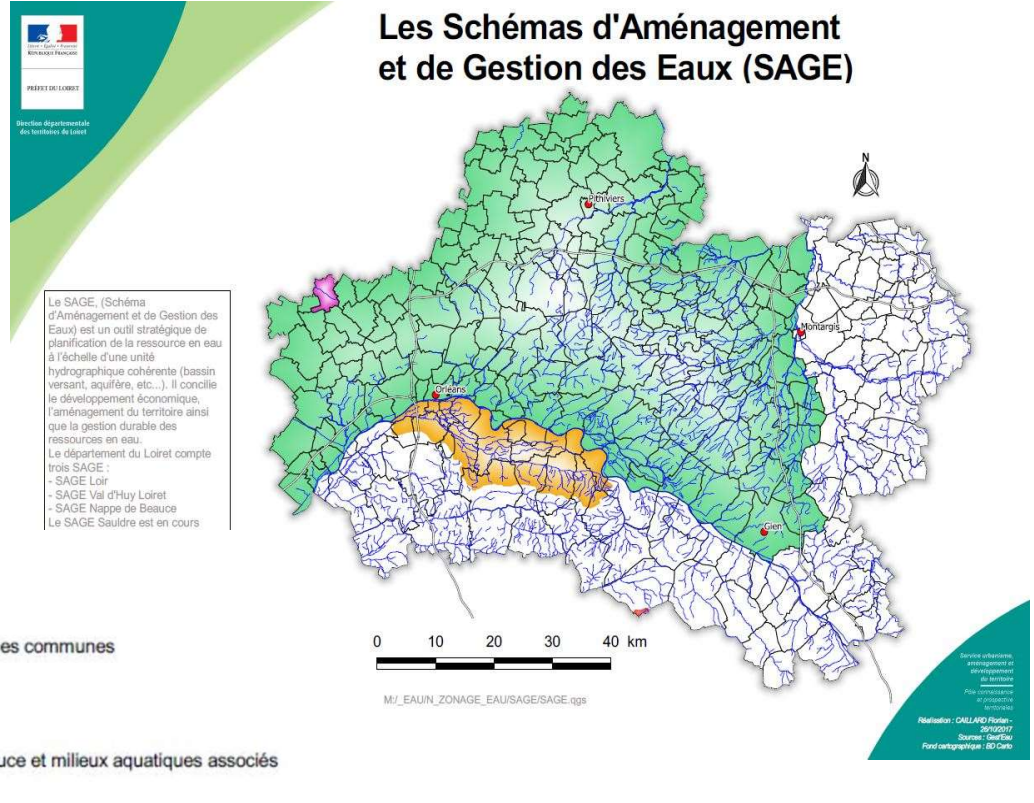 Les Schémas d'Aménagement
et de Gestion des Eaux (SAGE)
Liberté • Égalité • Fraternité
RÉPUBLIQUE FRANÇAISE
PRÉFET DU LOIRET
Direction départementale
des territoires du Loiret
N
Pithiviers
Montargis
Orléans
Gien
Le SAGE, (Schéma
d'Aménagement et de Gestion des
Eaux) est un outil stratégique de
planification de la ressource en eau
à l'échelle d'une unité
hydrographique cohérente (bassin
versant, aquifère, etc...). Il concilie
le développement économique,
l'aménagement du territoire ainsi
que la gestion durable des
ressources en eau.
Le département du Loiret compte
trois SAGE :
- SAGE Loir
- SAGE Val d'Huy Loiret
- SAGE Nappe de Beauce
Le SAGE Sauldre est en cours
es communes
0 10 20 30 40 km
M:/_EAU/N_ZONAGE_EAU/SAGE/SAGE.qgs
Service urbanisme,
aménagement et
développement
du territoire
Pôle connaissance
et prospective
territoriales
Réalisation : CAILLARD Florian -
26/10/2017
Sources : Gest'Eau
Fond cartographique : BD Carto
uce et milieux aquatiques associés